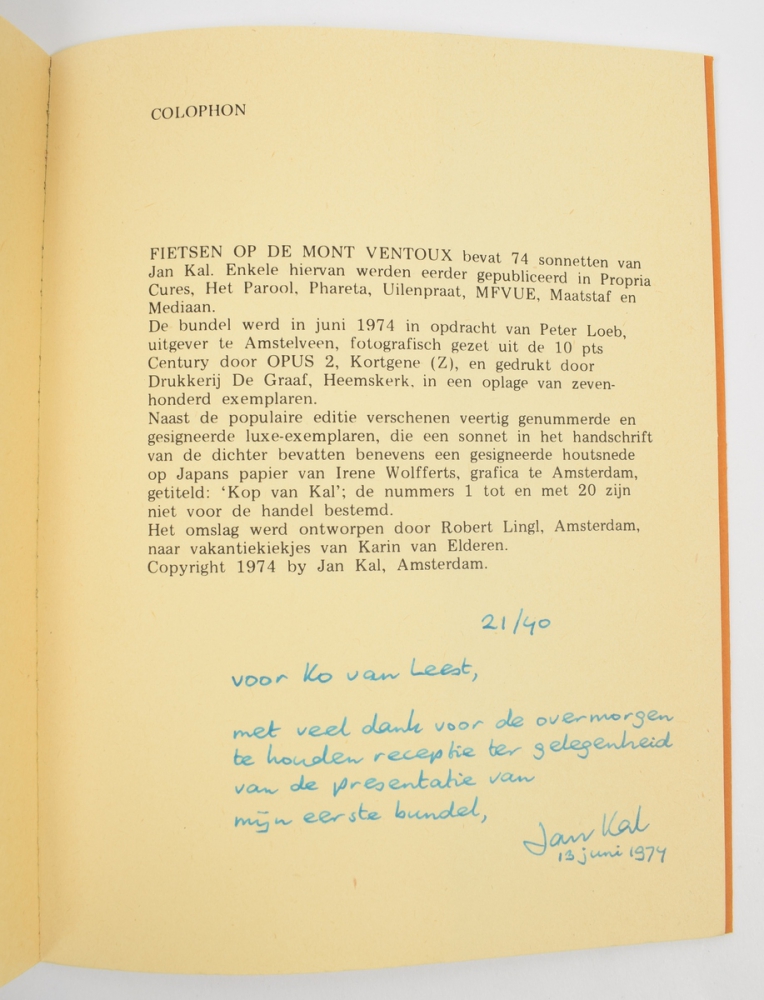 COLOPHON
FIETSEN OP DE MONT VENTOUX bevat 74 sonnetten van
Jan Kal. Enkele hiervan werden eerder gepubliceerd in Propria
Cures, Het Parool, Phareta, Uilenpraat, MFVUE, Maatstaf en
Mediaan.
De bundel werd in juni 1974 in opdracht van Peter Loeb,
uitgever te Amstelveen, fotografisch gezet uit de 10 pts
Century door OPUS 2, Kortgene (Z), en gedrukt door
Drukkerij De Graaf, Heemskerk. in een oplage van zeven-
honderd exemplaren.
Naast de populaire editie verschenen veertig genummerde en
gesigneerde luxe-exemplaren, die een sonnet in het handschrift
van de dichter bevatten benevens een gesigneerde houtsnede
op Japans papier van Irene Wolfferts, grafica te Amsterdam,
getiteld: ‘Kop van Kal’; de nummers 1 tot en met 20 zijn
niet voor de handel bestemd.
Het omslag werd ontworpen door Robert Lingl, Amsterdam,
naar vakantiekiekjes van Karin van Elderen.
Copyright 1974 by Jan Kal, Amsterdam.
21/40
voor Ko van Leest,
met veel dank voor de overmorgen
te houden receptie ter gelegenheid
van de presentatie van
mijn eerste bundel,
Jan Kal
13 juni 1974